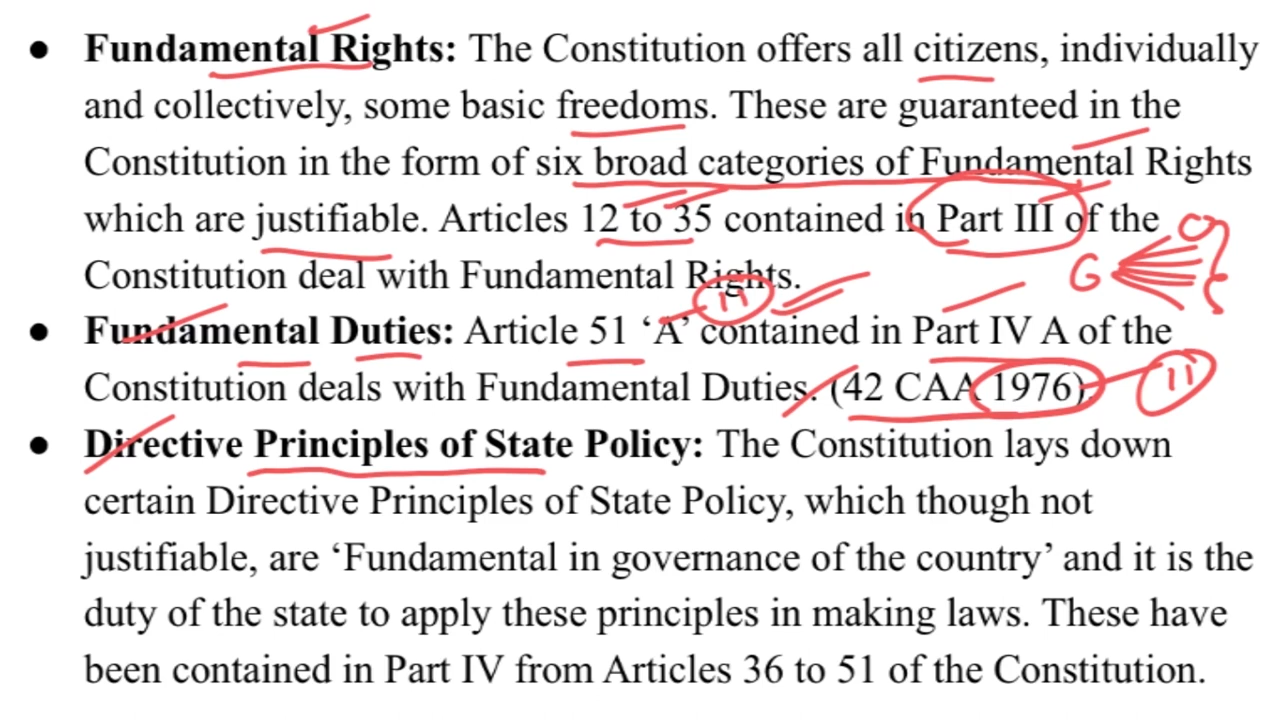 ● Fundamental Rights: The Constitution offers all citizens, individually
and collectively, some basic freedoms. These are guaranteed in the
Constitution in the form of six broad categories of Fundamental Rights
which are justifiable. Articles 12 to 35 contained in Part III of the
Constitution deal with Fundamental Rights.
G
11
● Fundamental Duties: Article 51 ‘A’ contained in Part IV A of the
Constitution deals with Fundamental Duties. (42 CAA 1976).
11
● Directive Principles of State Policy: The Constitution lays down
certain Directive Principles of State Policy, which though not
justifiable, are ‘Fundamental in governance of the country’ and it is the
duty of the state to apply these principles in making laws. These have
been contained in Part IV from Articles 36 to 51 of the Constitution.